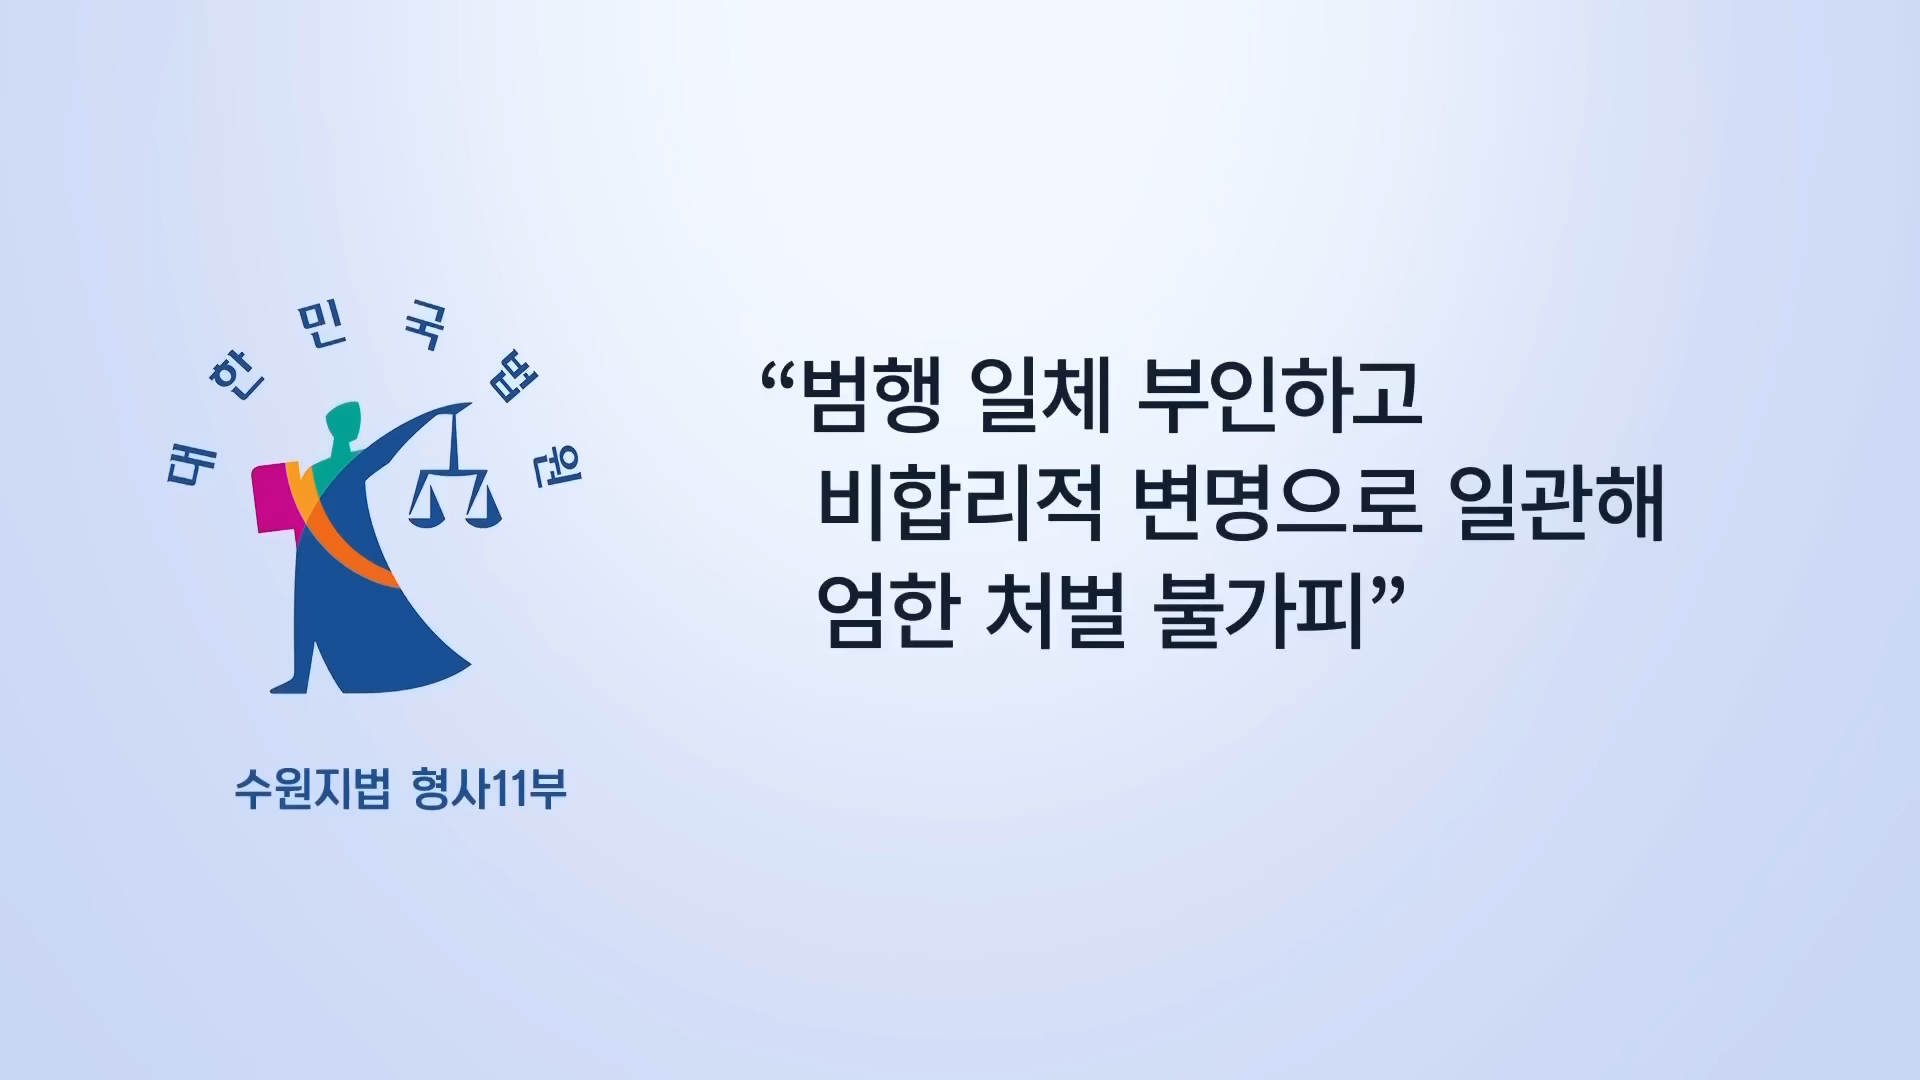 대한민국법원
수원지법 형사11부
“범행 일체 부인하고
비합리적 변명으로 일관해
엄한 처벌 불가피”